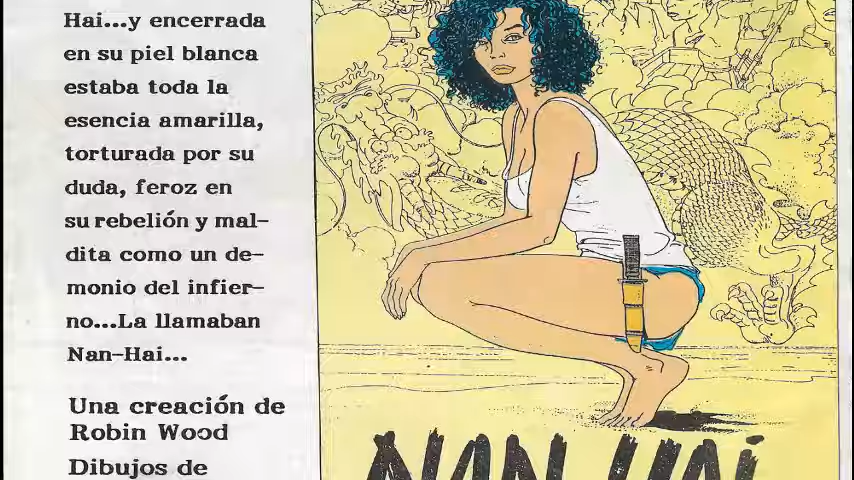 Hai...y encerrada
en su piel blanca
estaba toda la
esencia amarilla,
torturada por su
duda, feroz en
su rebelión y mal-
dita como un de-
monio del infier-
no...La llamaban
Nan-Hai...
Una creación de
Robin Wood
Dibujos de
NAN HAI